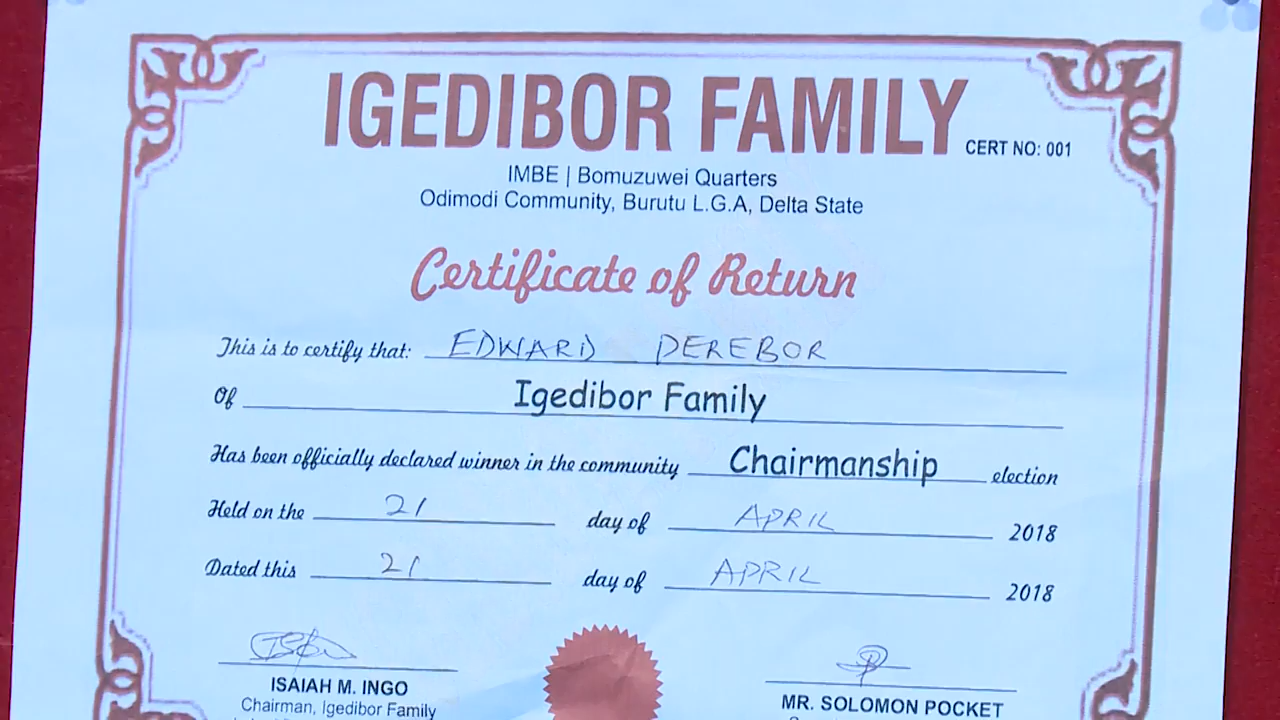 IGEDIBOR FAMILY
CERT NO: 001
IMBE | Bomuzuwei Quarters
Odimodi Community, Burutu L.G.A, Delta State
Certificate of Return
This is to certify that: EDWARD DEREBOR
Of Igedibor Family
Has been officially declared winner in the community Chairmanship election
Held on the 21 day of APRIL 2018
Dated this 21 day of APRIL 2018
ISAIAH M. INGO
Chairman, Igedibor Family
MR. SOLOMON POCKET